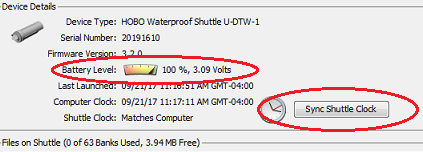 Device Details
Device Type: HOBO Waterproof Shuttle U-DTW-1
Serial Number: 20191610
Firmware Version: 3.2.0
Battery Level: 100 %, 3.09 Volts
Last Launched: 09/21/17 11:16:51 AM GMT-04:00
Computer Clock: 09/21/17 11:17:11 AM GMT-04:00
Sync Shuttle Clock
Shuttle Clock: Matches Computer
Files on Shuttle (0 of 63 Banks Used, 3.94 MB Free)